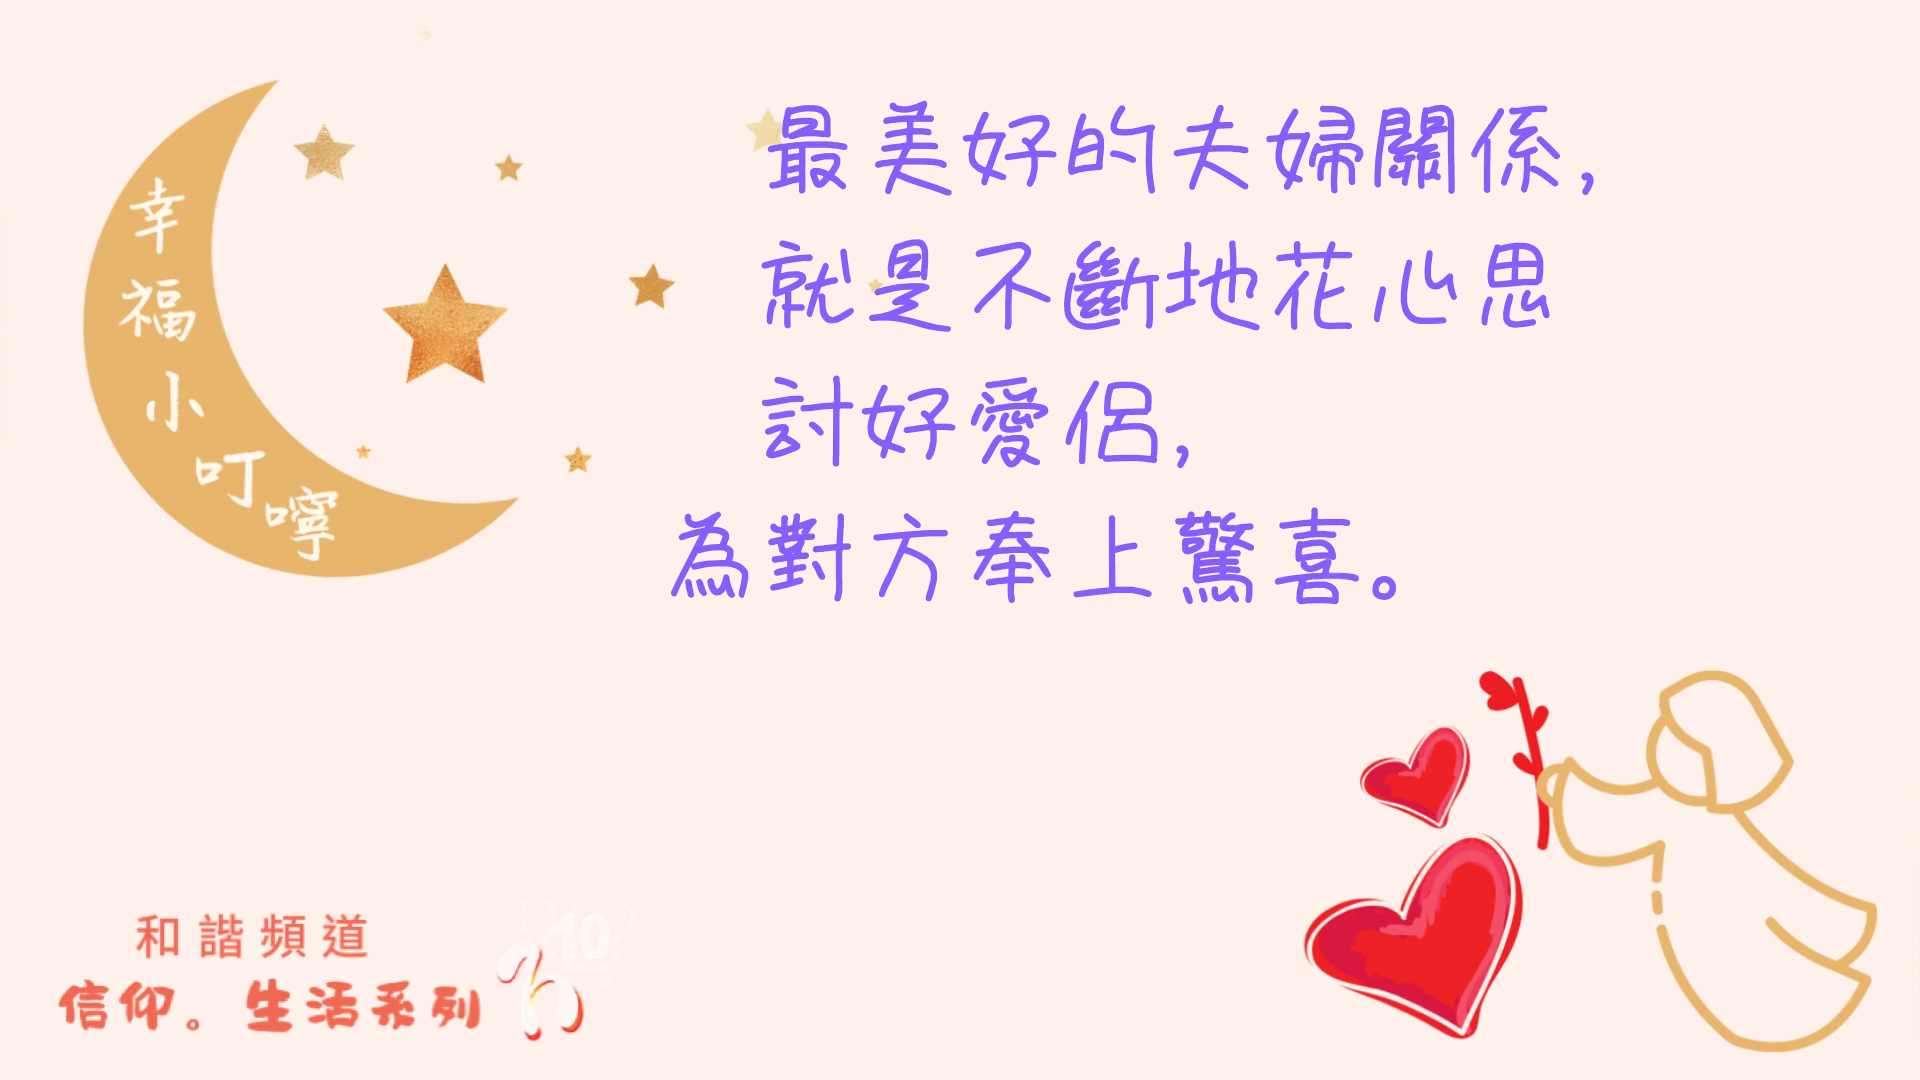 幸福小叮嚀
最美好的夫婦關係,
就是不斷地花心思
討好愛侶,
為對方奉上驚喜。
和諧頻道
信仰。生活系列
10